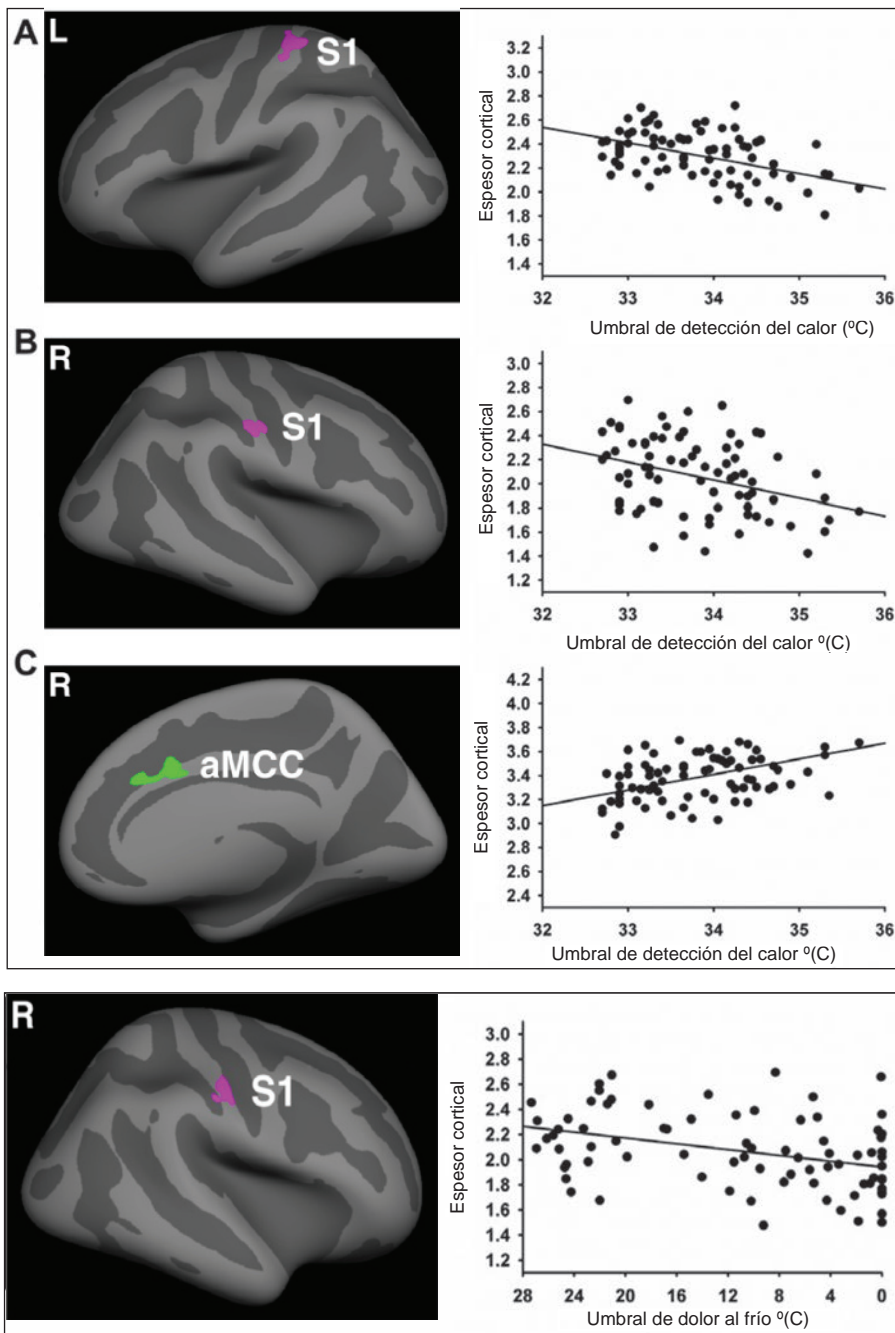 A L
S1
Espesor cortical
3.2
3.0
2.8
2.6
2.4
2.2
2.0
1.8
1.6
1.4
32 33 34 35 36
Umbral de detección del calor (ºC)
B
R
S1
Espesor cortical
3.0
2.8
2.6
2.4
2.2
2.0
1.8
1.6
1.4
1.2
32 33 34 35 36
Umbral de detección del calor º(C)
C
R
aMCC
Espesor cortical
4.2
4.0
3.8
3.6
3.4
3.2
3.0
2.8
2.6
2.4
32 33 34 35 36
Umbral de detección del calor º(C)
R
S1
Espesor cortical
3.0
2.8
2.6
2.4
2.2
2.0
1.8
1.6
1.4
1.2
28 24 20 16 12 8 4 0
Umbral de dolor al frío º(C)